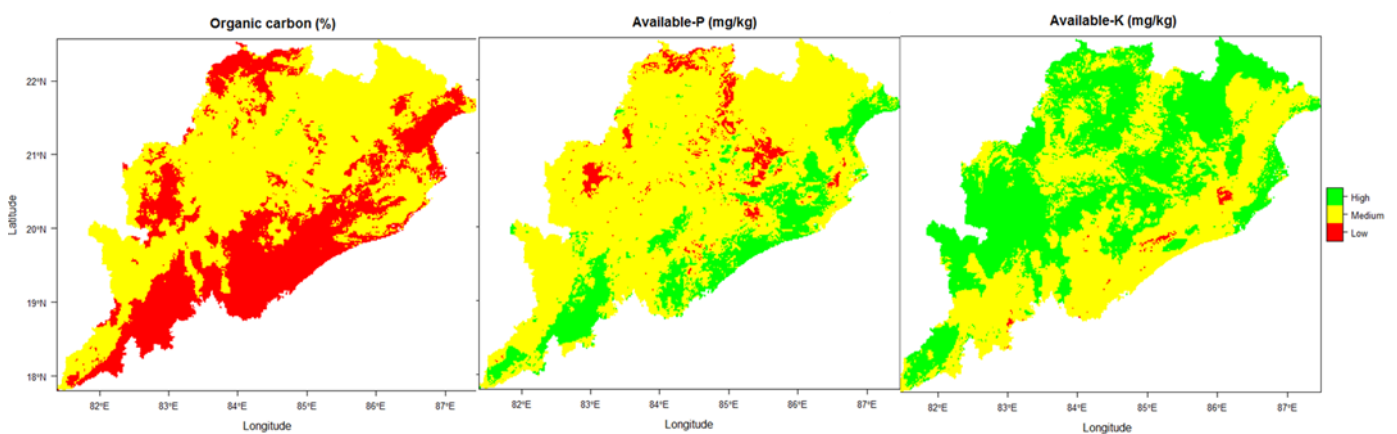 Organic carbon (%)
Available-P (mg/kg)
Available-K (mg/kg)
Latitude
22°N
21°N
20°N
19°N
18°N
82°E 83°E 84°E 85°E 86°E 87°E
Longitude
82°E 83°E 84°E 85°E 86°E 87°E
Longitude
82°E 83°E 84°E 85°E 86°E 87°E
Longitude
High
Medium
Low